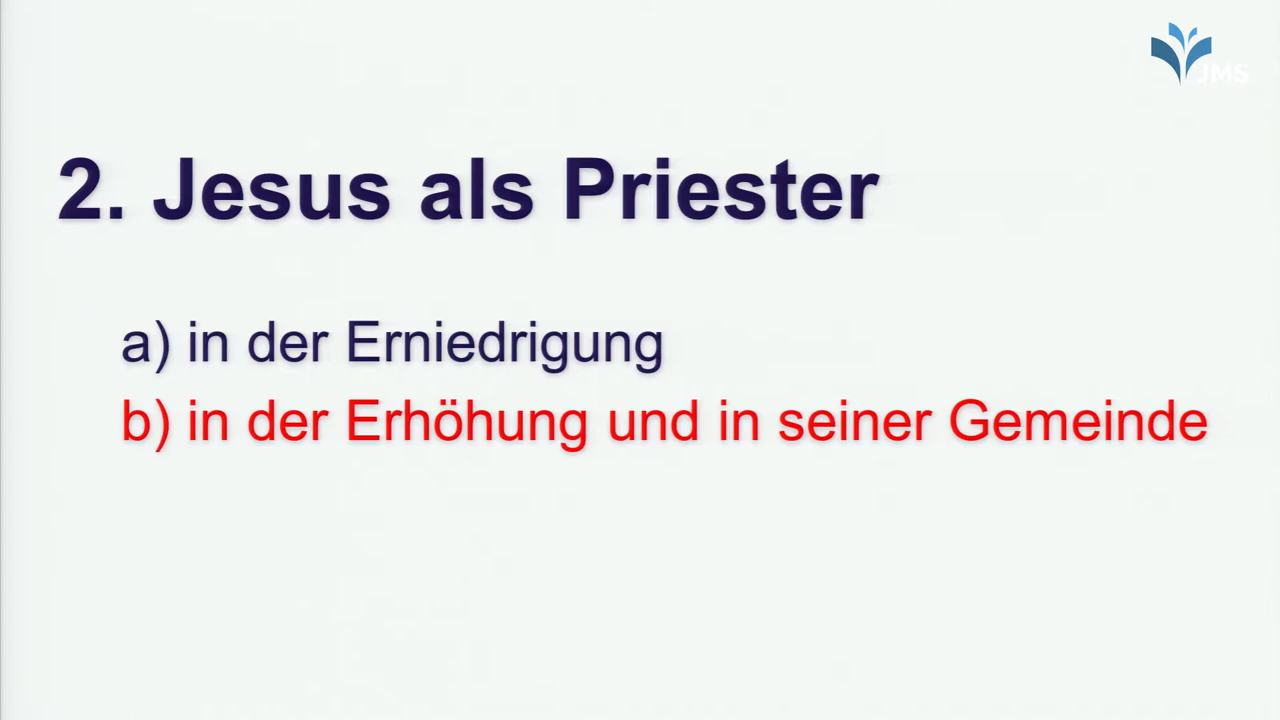 JMS
2. Jesus als Priester
a) in der Erniedrigung
b) in der Erhöhung und in seiner Gemeinde